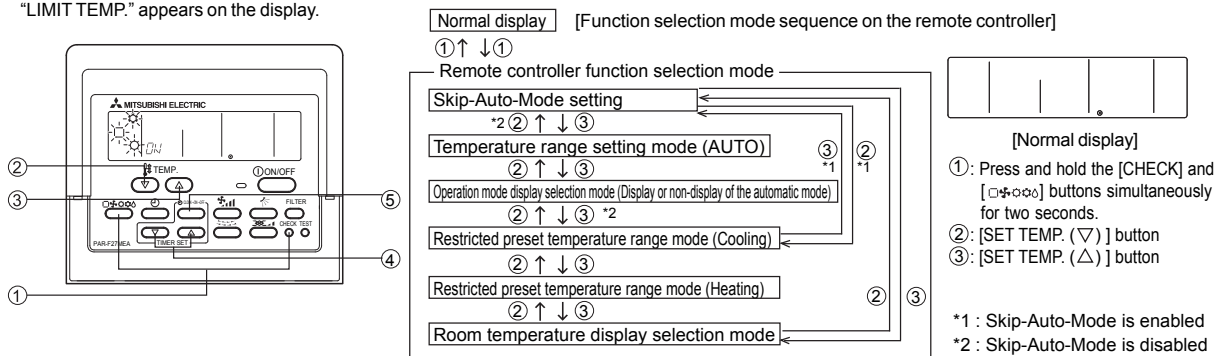 “LIMIT TEMP.” appears on the display.
Normal display [Function selection mode sequence on the remote controller]
①↑ ↓①
Remote controller function selection mode
Skip-Auto-Mode setting
*2 ② ↑ ↓ ③
Temperature range setting mode (AUTO)
② ↑ ↓ ③
Operation mode display selection mode (Display or non-display of the automatic mode)
② ↑ ↓ ③ *2
Restricted preset temperature range mode (Cooling)
② ↑ ↓ ③
Restricted preset temperature range mode (Heating)
② ↑ ↓ ③
Room temperature display selection mode
③ ②
*1 *1
② ③
MITSUBISHI ELECTRIC
ON
TEMP.
ON/OFF
FILTER
CHECK TEST
PAR-F27MEA
TIMER SET
②
③
①
⑤
④
[Normal display]
①: Press and hold the [CHECK] and
[ ] buttons simultaneously
for two seconds.
②: [SET TEMP. (▽) ] button
③: [SET TEMP. (△) ] button
*1 : Skip-Auto-Mode is enabled
*2 : Skip-Auto-Mode is disabled